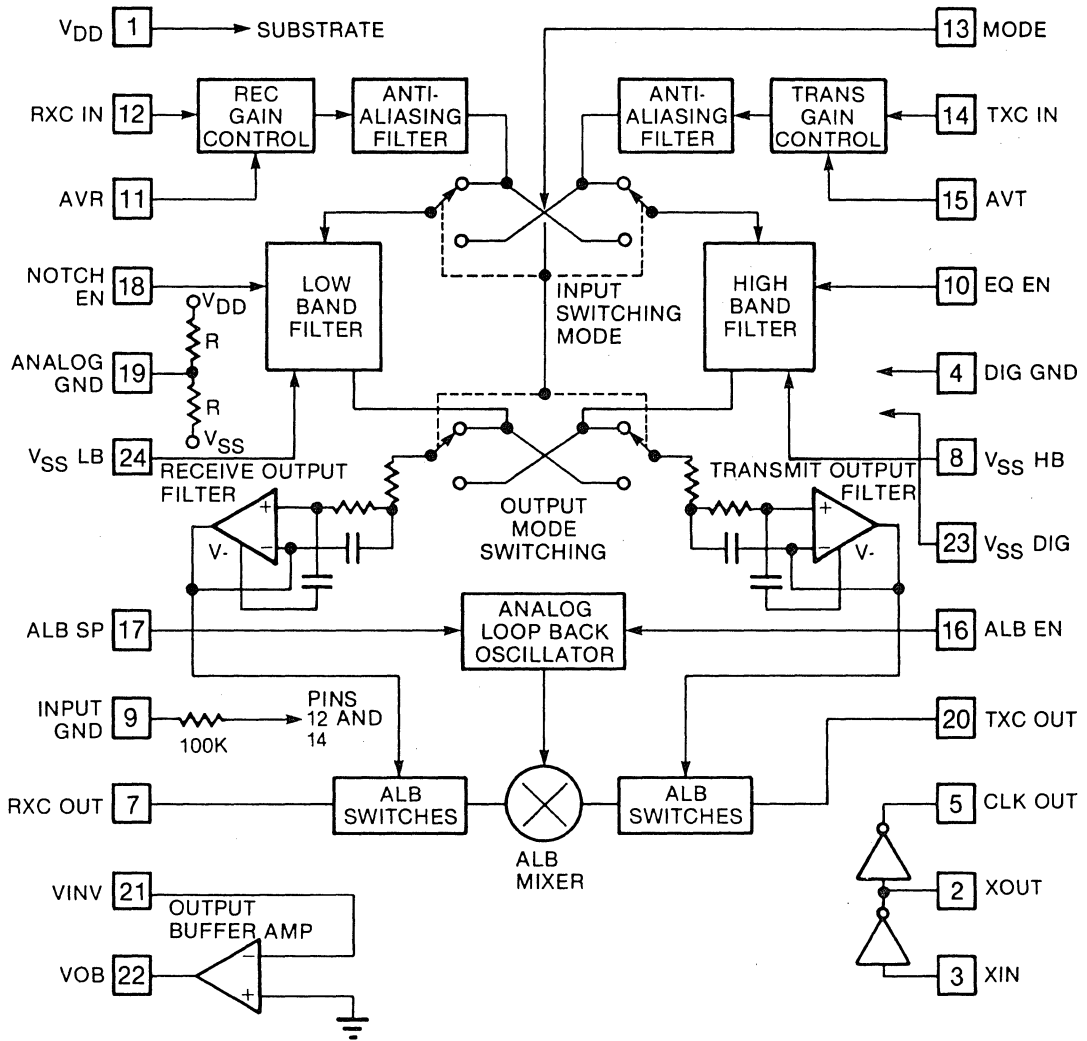 VDD 1 SUBSTRATE 13 MODE
RXC IN 12
REC
GAIN
CONTROL
ANTI-
ALIASING
FILTER
ANTI-
ALIASING
FILTER
TRANS
GAIN
CONTROL
14 TXC IN
AVR 11
15 AVT
NOTCH
EN
18
LOW
BAND
FILTER
INPUT
SWITCHING
MODE
HIGH
BAND
FILTER
10 EQ EN
VDD
R
ANALOG
GND
19
R
VSS
4 DIG GND
VSS LB 24
8 VSS HB
RECEIVE OUTPUT
FILTER
+
−
V-
OUTPUT
MODE
SWITCHING
TRANSMIT OUTPUT
FILTER
+
−
V-
23 VSS DIG
ALB SP 17
ANALOG
LOOP BACK
OSCILLATOR
16 ALB EN
INPUT
GND
9
100K
PINS
12 AND
14
20 TXC OUT
RXC OUT 7
ALB
SWITCHES
ALB
MIXER
ALB
SWITCHES
5 CLK OUT
VINV 21
2 XOUT
OUTPUT
BUFFER AMP
−
+
VOB 22
3 XIN